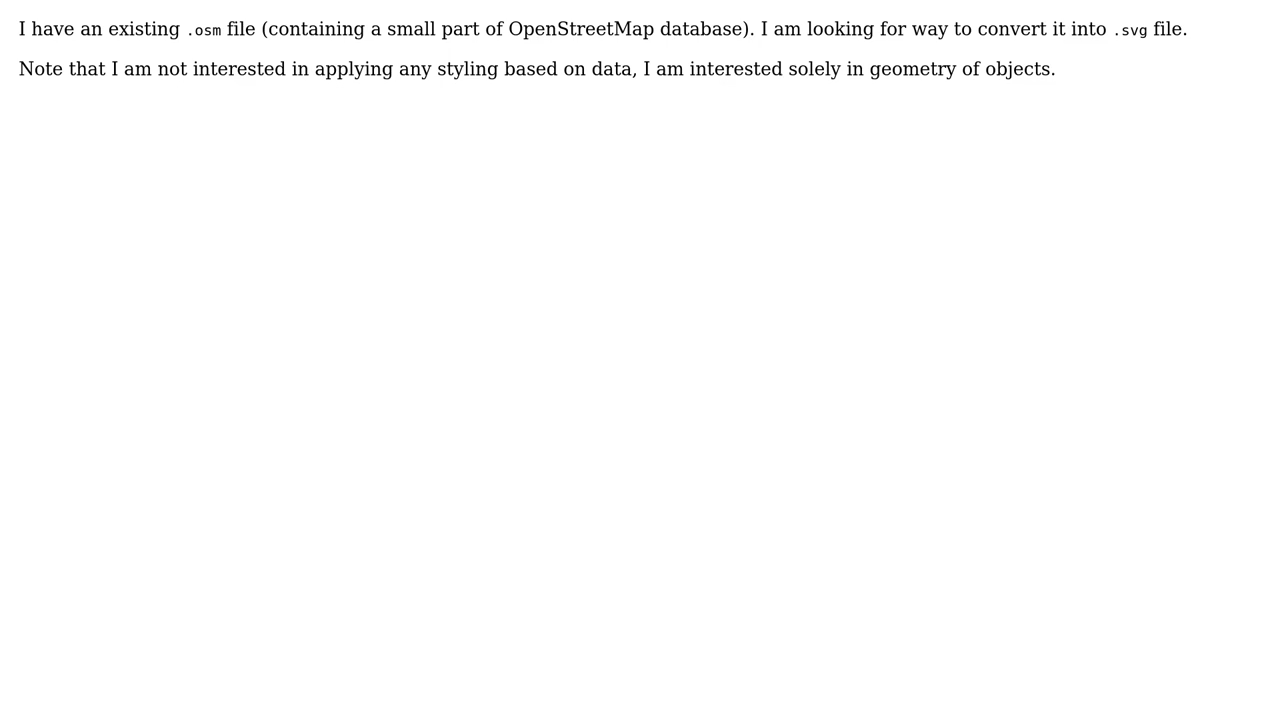 I have an existing .osm file (containing a small part of OpenStreetMap database). I am looking for way to convert it into .svg file.
Note that I am not interested in applying any styling based on data, I am interested solely in geometry of objects.